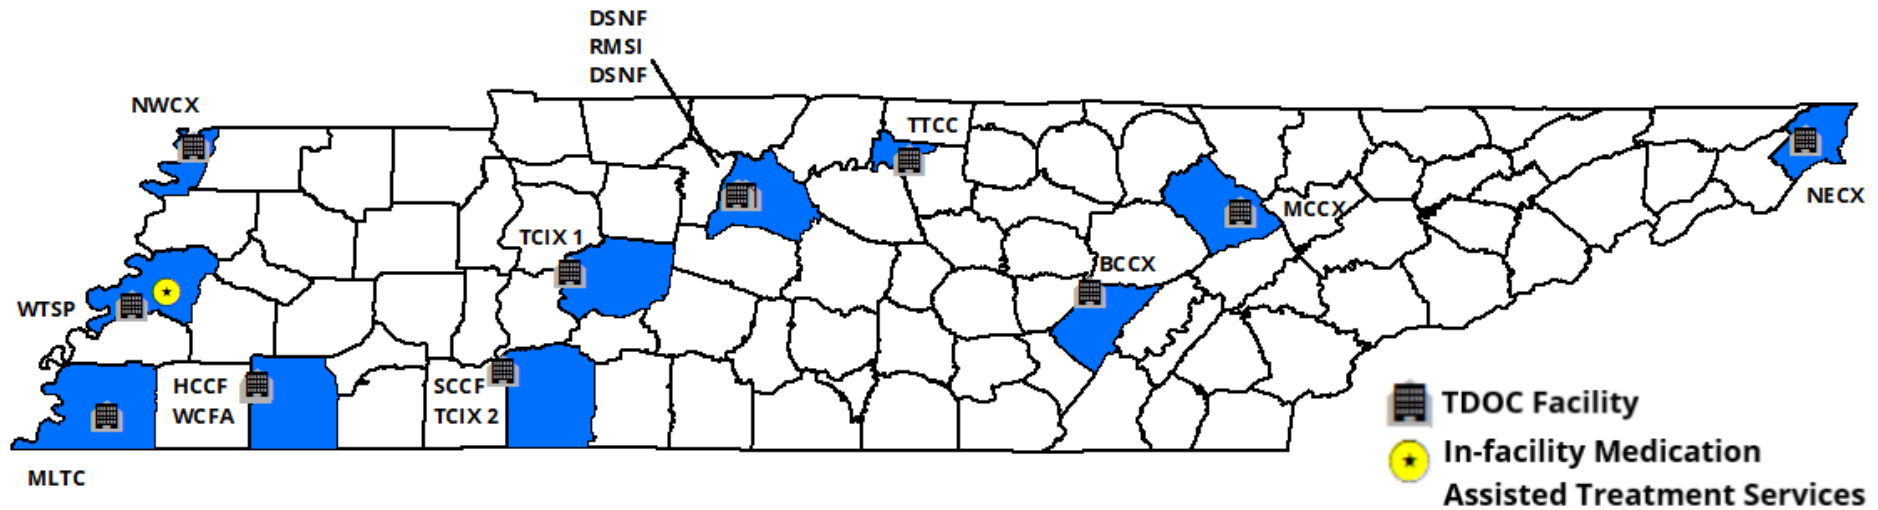 DSNF
RMSI
DSNF
NWCX
TTCC
NECX
MCCX
TCIX 1
BCCX
WTSP
HCCF
WCFA
SCCF
TCIX 2
MLTC
TDOC Facility
In-facility Medication
Assisted Treatment Services